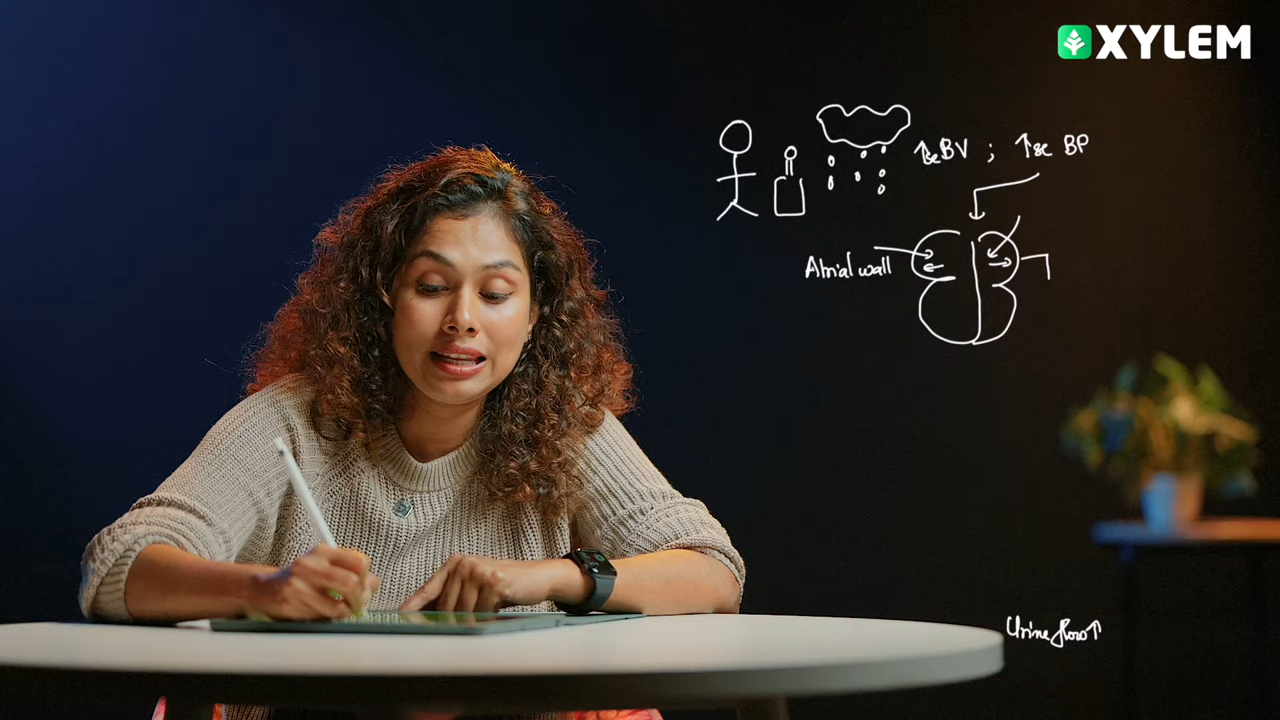 XYLEM
↑se BV ; ↑se BP
Atrial wall
Urine flow↑